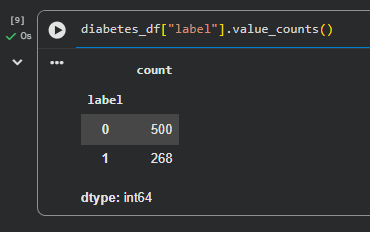 [9]
0s
diabetes_df["label"].value_counts()
count
label
0 500
1 268
dtype: int64